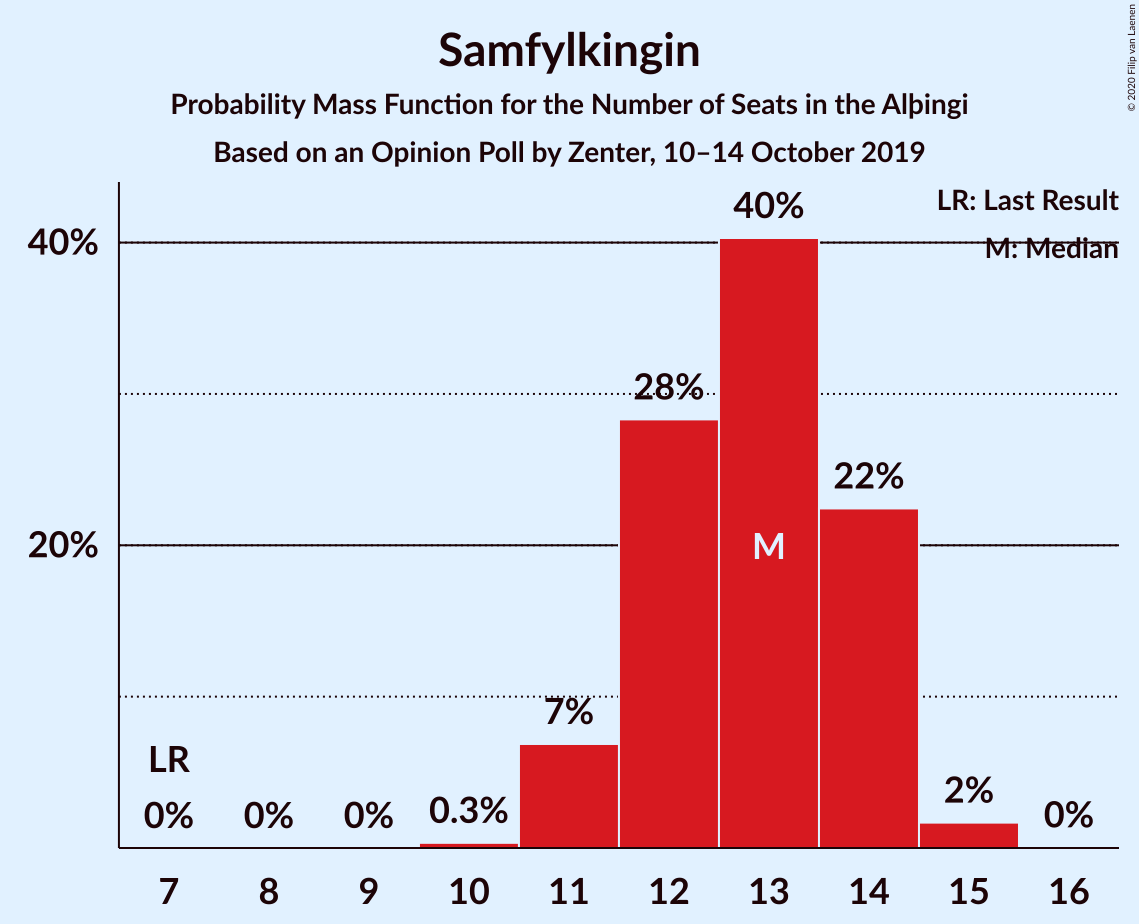 Samfylkingin
Probability Mass Function for the Number of Seats in the Alþingi
Based on an Opinion Poll by Zenter, 10–14 October 2019
© 2020 Filip van Laenen
LR: Last Result
M: Median
40%
20%
LR
0%
0%
0%
0.3%
7%
28%
40%
M
22%
2%
0%
7 8 9 10 11 12 13 14 15 16